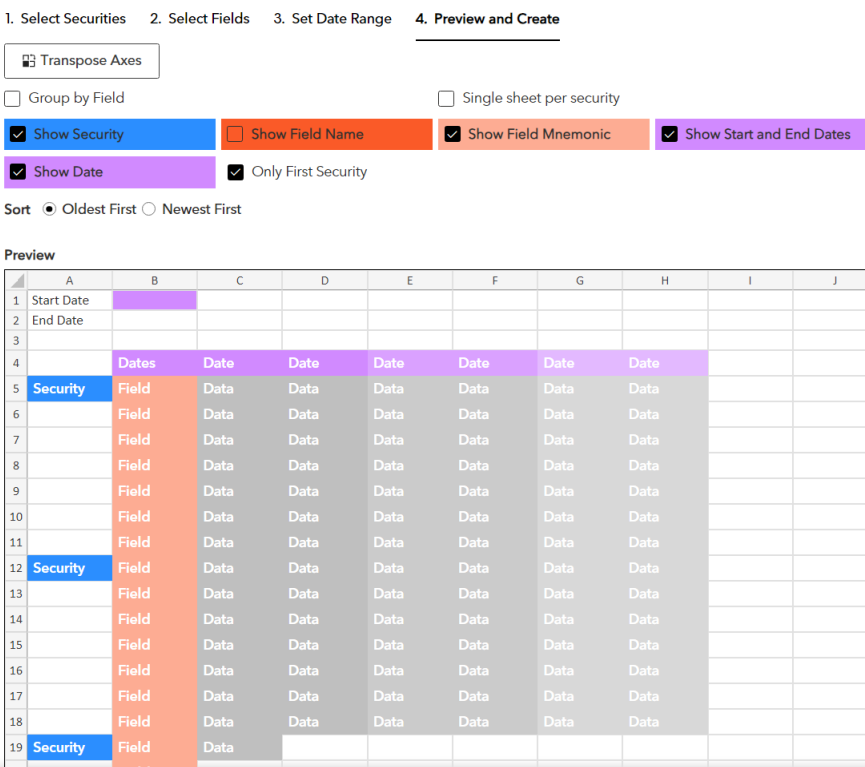 1. Select Securities 2. Select Fields 3. Set Date Range 4. Preview and Create
Transpose Axes
Group by Field Single sheet per security
Show Security Show Field Name Show Field Mnemonic Show Start and End Dates
Show Date Only First Security
Sort Oldest First Newest First
Preview
A B C D E F G H I J
1 Start Date
2 End Date
3
4 Dates Date Date Date Date Date Date
5 Security Field Data Data Data Data Data Data
6 Field Data Data Data Data Data Data
7 Field Data Data Data Data Data Data
8 Field Data Data Data Data Data Data
9 Field Data Data Data Data Data Data
10 Field Data Data Data Data Data Data
11 Field Data Data Data Data Data Data
12 Security Field Data Data Data Data Data Data
13 Field Data Data Data Data Data Data
14 Field Data Data Data Data Data Data
15 Field Data Data Data Data Data Data
16 Field Data Data Data Data Data Data
17 Field Data Data Data Data Data Data
18 Field Data Data Data Data Data Data
19 Security Field Data